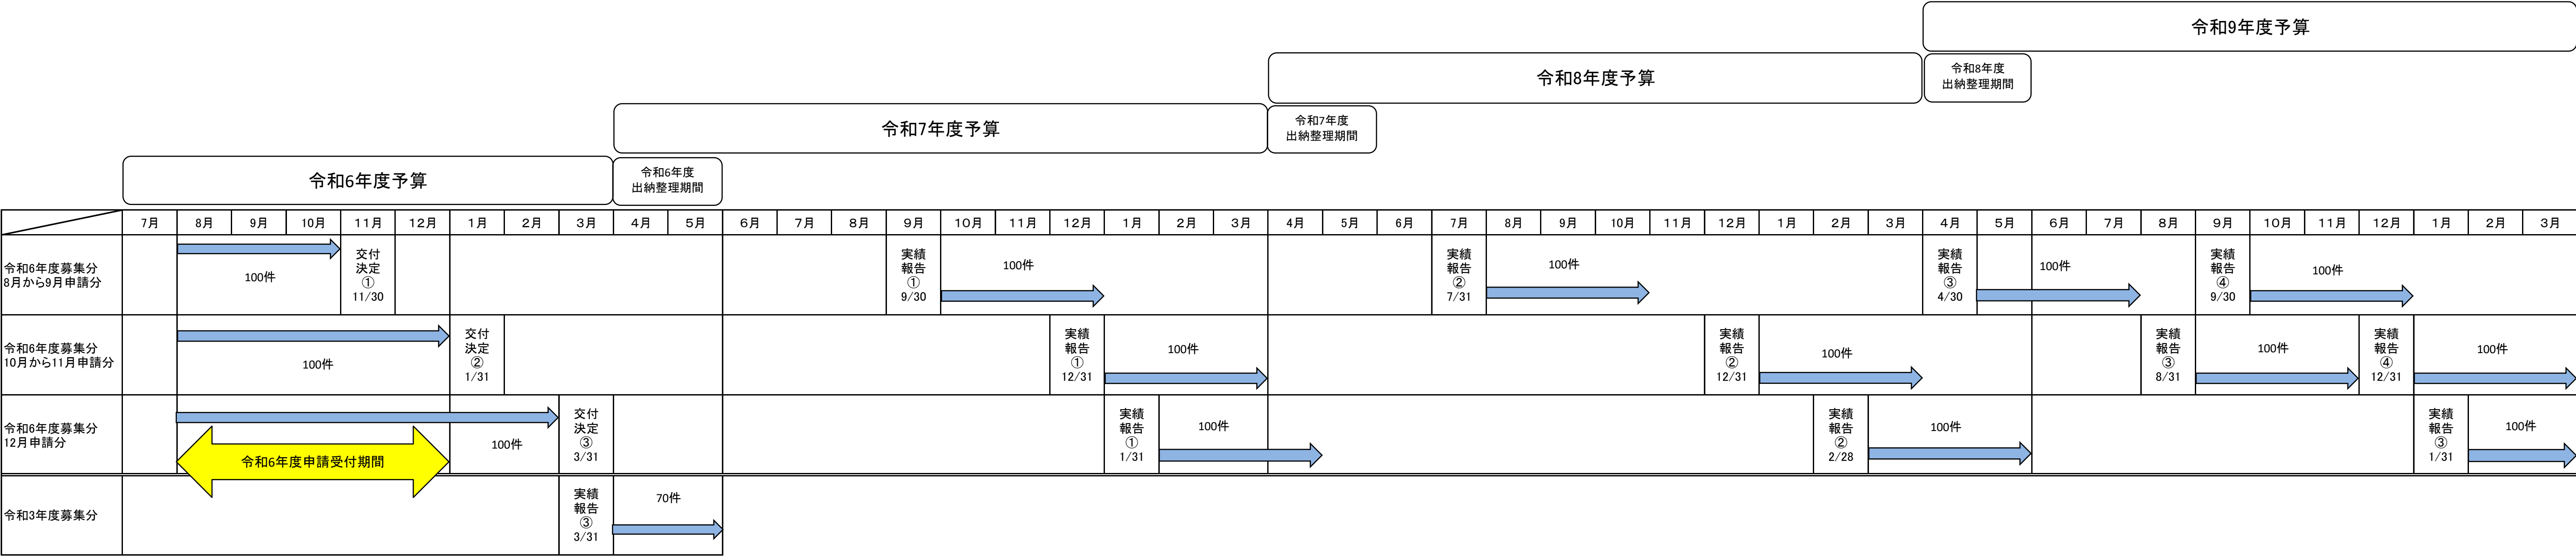 令和9年度予算
令和8年度予算
令和8年度
出納整理期間
令和7年度予算
令和7年度
出納整理期間
令和6年度予算
令和6年度
出納整理期間
7月 8月 9月 10月 11月 12月 1月 2月 3月 4月 5月 6月 7月 8月 9月 10月 11月 12月 1月 2月 3月 4月 5月 6月 7月 8月 9月 10月 11月 12月 1月 2月 3月 4月 5月 6月 7月 8月 9月 10月 11月 12月 1月 2月 3月
令和6年度募集分
8月から9月申請分
100件
交付
決定
①
11/30
実績
報告
①
9/30
100件
実績
報告
②
7/31
100件
実績
報告
③
4/30
100件
実績
報告
④
9/30
100件
令和6年度募集分
10月から11月申請分
100件
交付
決定
②
1/31
実績
報告
①
12/31
100件
実績
報告
②
12/31
100件
実績
報告
③
8/31
100件
実績
報告
④
12/31
100件
令和6年度募集分
12月申請分
令和6年度申請受付期間
100件
交付
決定
③
3/31
実績
報告
①
1/31
100件
実績
報告
②
2/28
100件
実績
報告
③
1/31
100件
令和3年度募集分
実績
報告
③
3/31
70件